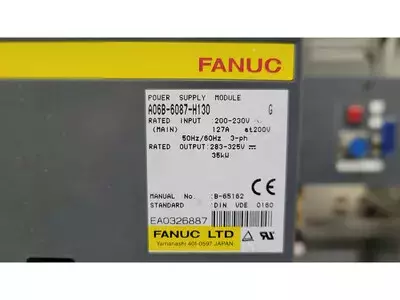 FANUC
POWER SUPPLY MODULE
A06B-6087-H130 G
RATED INPUT :200-230V ~
(MAIN) 127A at200V
50Hz/60Hz 3-ph
RATED OUTPUT:283-325V ⎓
35kW
MANUAL No. :B-65162
STANDARD :DIN VDE 0160
CE
EA0326887
FANUC LTD
Yamanashi 401-0597 JAPAN